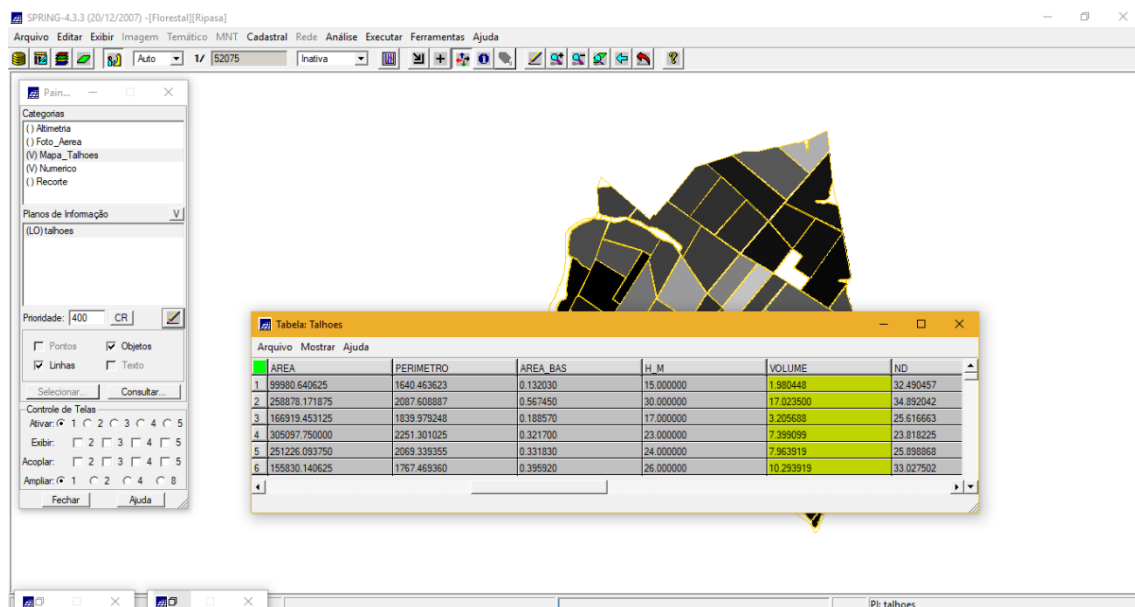 SPRING-4.3.3 (20/12/2007) -[Florestal][Ripasa]
Arquivo Editar Exibir Imagem Temático MNT Cadastral Rede Análise Executar Ferramentas Ajuda
Auto 1/ 52075 Inativa
Pain...
Categorias
( ) Altimetria
( ) Foto_Aerea
(V) Mapa_Talhoes
(V) Numerico
( ) Recorte
Planos de Informação V
(LO) talhoes
Prioridade: 400 CR
Pontos Objetos
Linhas Texto
Selecionar... Consultar...
Controle de Telas
Ativar: 1 2 3 4 5
Exibir: 2 3 4 5
Acoplar: 2 3 4 5
Ampliar: 1 2 4 8
Fechar Ajuda
Tabela: Talhoes
Arquivo Mostrar Ajuda
AREA PERIMETRO AREA_BAS H_M VOLUME ND
1 99980.640625 1640.463623 0.132030 15.000000 1.980448 32.490457
2 258878.171875 2087.608887 0.567450 30.000000 17.023500 34.892042
3 166919.453125 1839.979248 0.188570 17.000000 3.205688 25.616663
4 305097.750000 2251.301025 0.321700 23.000000 7.399099 23.818225
5 251226.093750 2069.339355 0.331830 24.000000 7.963919 25.898868
6 155830.140625 1767.469360 0.395920 26.000000 10.293919 33.027502
PI: talhoes